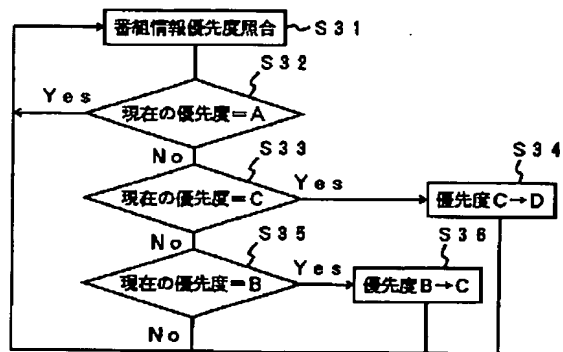 番組情報優先度照合
S31
S32
Yes
現在の優先度=A
No
S33
Yes
S34
現在の優先度=C
優先度C→D
No
S35
Yes
S36
現在の優先度=B
優先度B→C
No